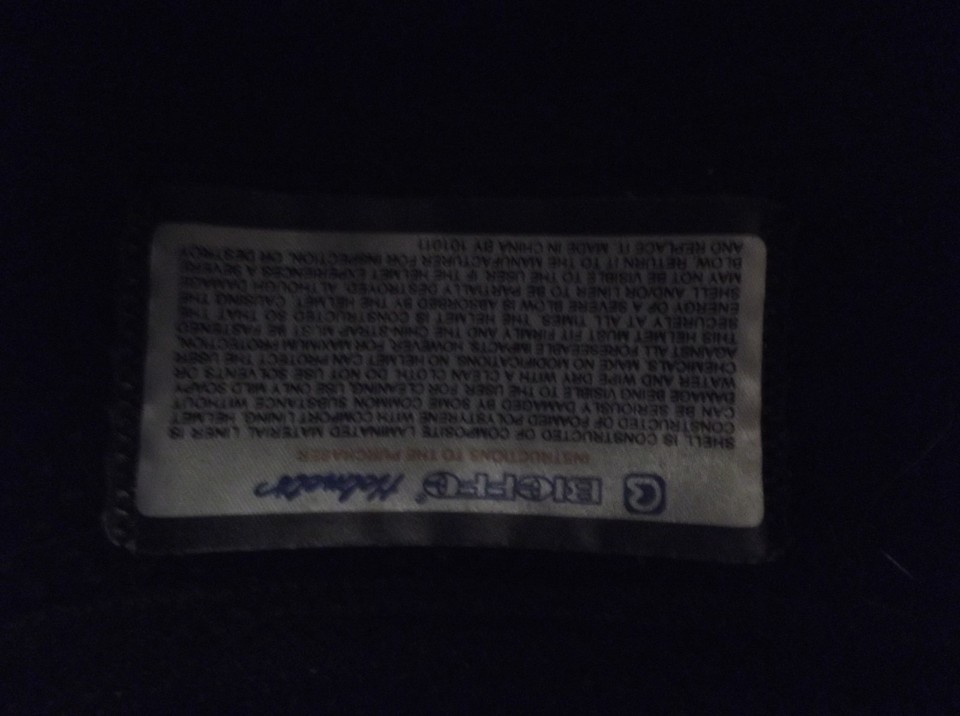 BIEFFE Helmets
INSTRUCTIONS TO THE PURCHASER
SHELL IS CONSTRUCTED OF COMPOSITE LAMINATED MATERIAL LINER IS
CONSTRUCTED OF FOAMED POLYSTYRENE WITH COMFORT LINING. HELMET
CAN BE SERIOUSLY DAMAGED BY SOME COMMON SUBSTANCE WITHOUT
DAMAGE BEING VISIBLE TO THE USER. FOR CLEANING, USE ONLY MILD SOAPY
WATER AND WIPE DRY WITH A CLEAN CLOTH. DO NOT USE SOLVENTS OR
CHEMICALS. MAKE NO MODIFICATIONS. NO HELMET CAN PROTECT THE USER
AGAINST ALL FORESEEABLE IMPACTS. HOWEVER, FOR MAXIMUM PROTECTION,
THIS HELMET MUST FIT FIRMLY AND THE CHIN-STRAP MUST BE FASTENED
SECURELY AT ALL TIMES. THE HELMET IS CONSTRUCTED SO THAT THE
ENERGY OF A SEVERE BLOW IS ABSORBED BY THE HELMET, CAUSING THE
SHELL AND/OR LINER TO BE PARTIALLY DESTROYED. ALTHOUGH DAMAGE
MAY NOT BE VISIBLE TO THE USER, IF THE HELMET EXPERIENCES A SEVERE
BLOW, RETURN IT TO THE MANUFACTURER FOR INSPECTION, OR DESTROY
AND REPLACE IT. MADE IN CHINA BY 101011